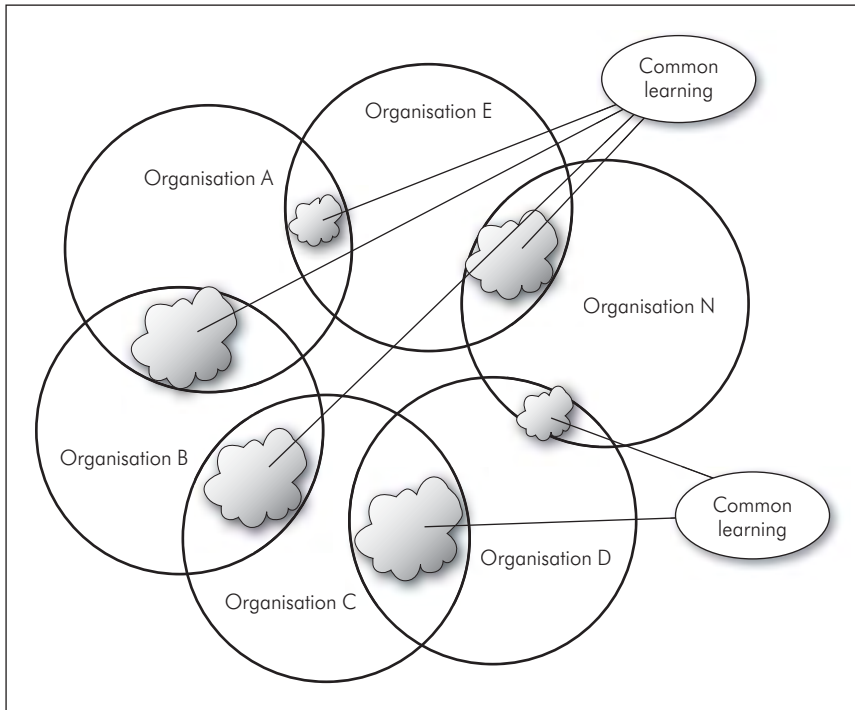 Common
learning
Organisation E
Organisation A
Organisation N
Organisation B
Common
learning
Organisation D
Organisation C